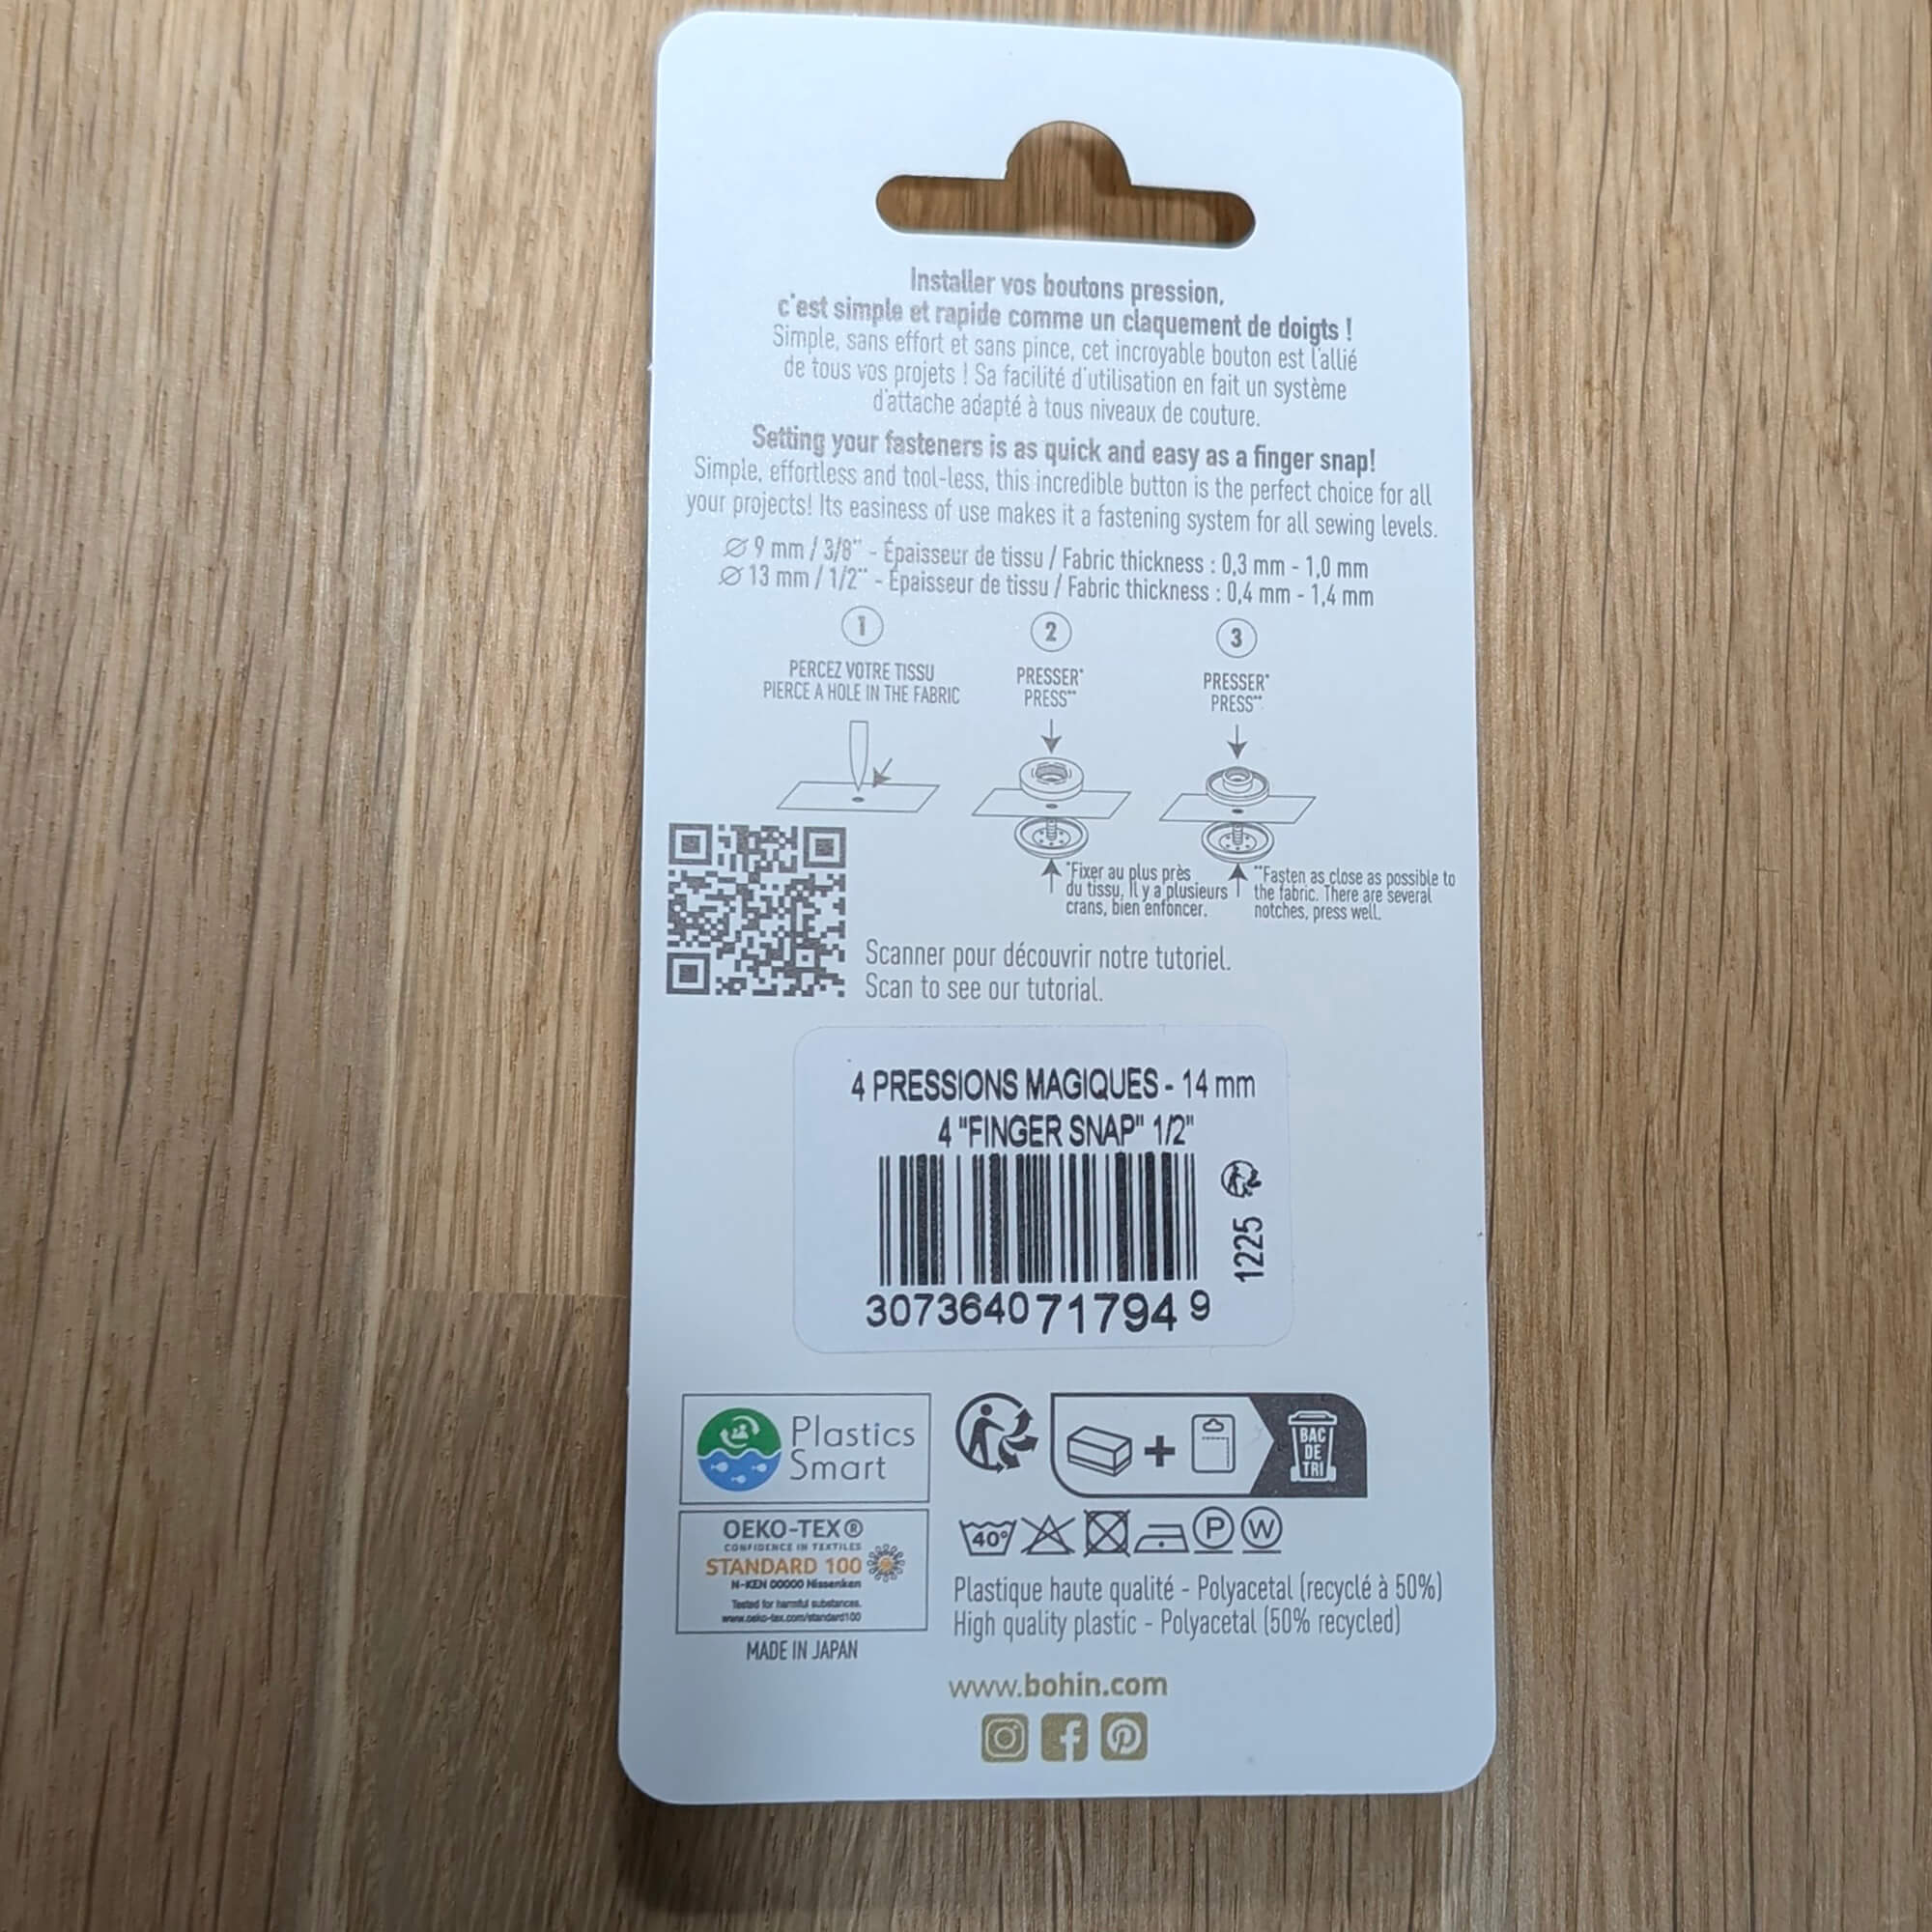 Installer vos boutons pression,
c'est simple et rapide comme un claquement de doigts !
Simple, sans effort et sans pince, cet incroyable bouton est l'allié
de tous vos projets ! Sa facilité d'utilisation en fait un système
d'attache adapté à tous niveaux de couture.
Setting your fasteners is as quick and easy as a finger snap!
Simple, effortless and tool-less, this incredible button is the perfect choice for all
your projects! Its easiness of use makes it a fastening system for all sewing levels.
∅ 9 mm / 3/8" - Épaisseur de tissu / Fabric thickness : 0,3 mm - 1,0 mm
∅ 13 mm / 1/2" - Épaisseur de tissu / Fabric thickness : 0,4 mm - 1,4 mm
1
PERCEZ VOTRE TISSU
PIERCE A HOLE IN THE FABRIC
2
PRESSER*
PRESS**
3
PRESSER*
PRESS**
*Fixer au plus près
du tissu, Il y a plusieurs
crans, bien enfoncer.
**Fasten as close as possible to
the fabric. There are several
notches, press well.
Scanner pour découvrir notre tutoriel.
Scan to see our tutorial.
4 PRESSIONS MAGIQUES - 14 mm
4 "FINGER SNAP" 1/2"
3073640717949
1225
Plastics
Smart
BAC
DE
TRI
OEKO-TEX®
CONFIDENCE IN TEXTILES
STANDARD 100
N-KEN 00000 Nissenken
Tested for harmful substances.
www.oeko-tex.com/standard100
MADE IN JAPAN
40°
P
W
Plastique haute qualité - Polyacetal (recyclé à 50%)
High quality plastic - Polyacetal (50% recycled)
www.bohin.com